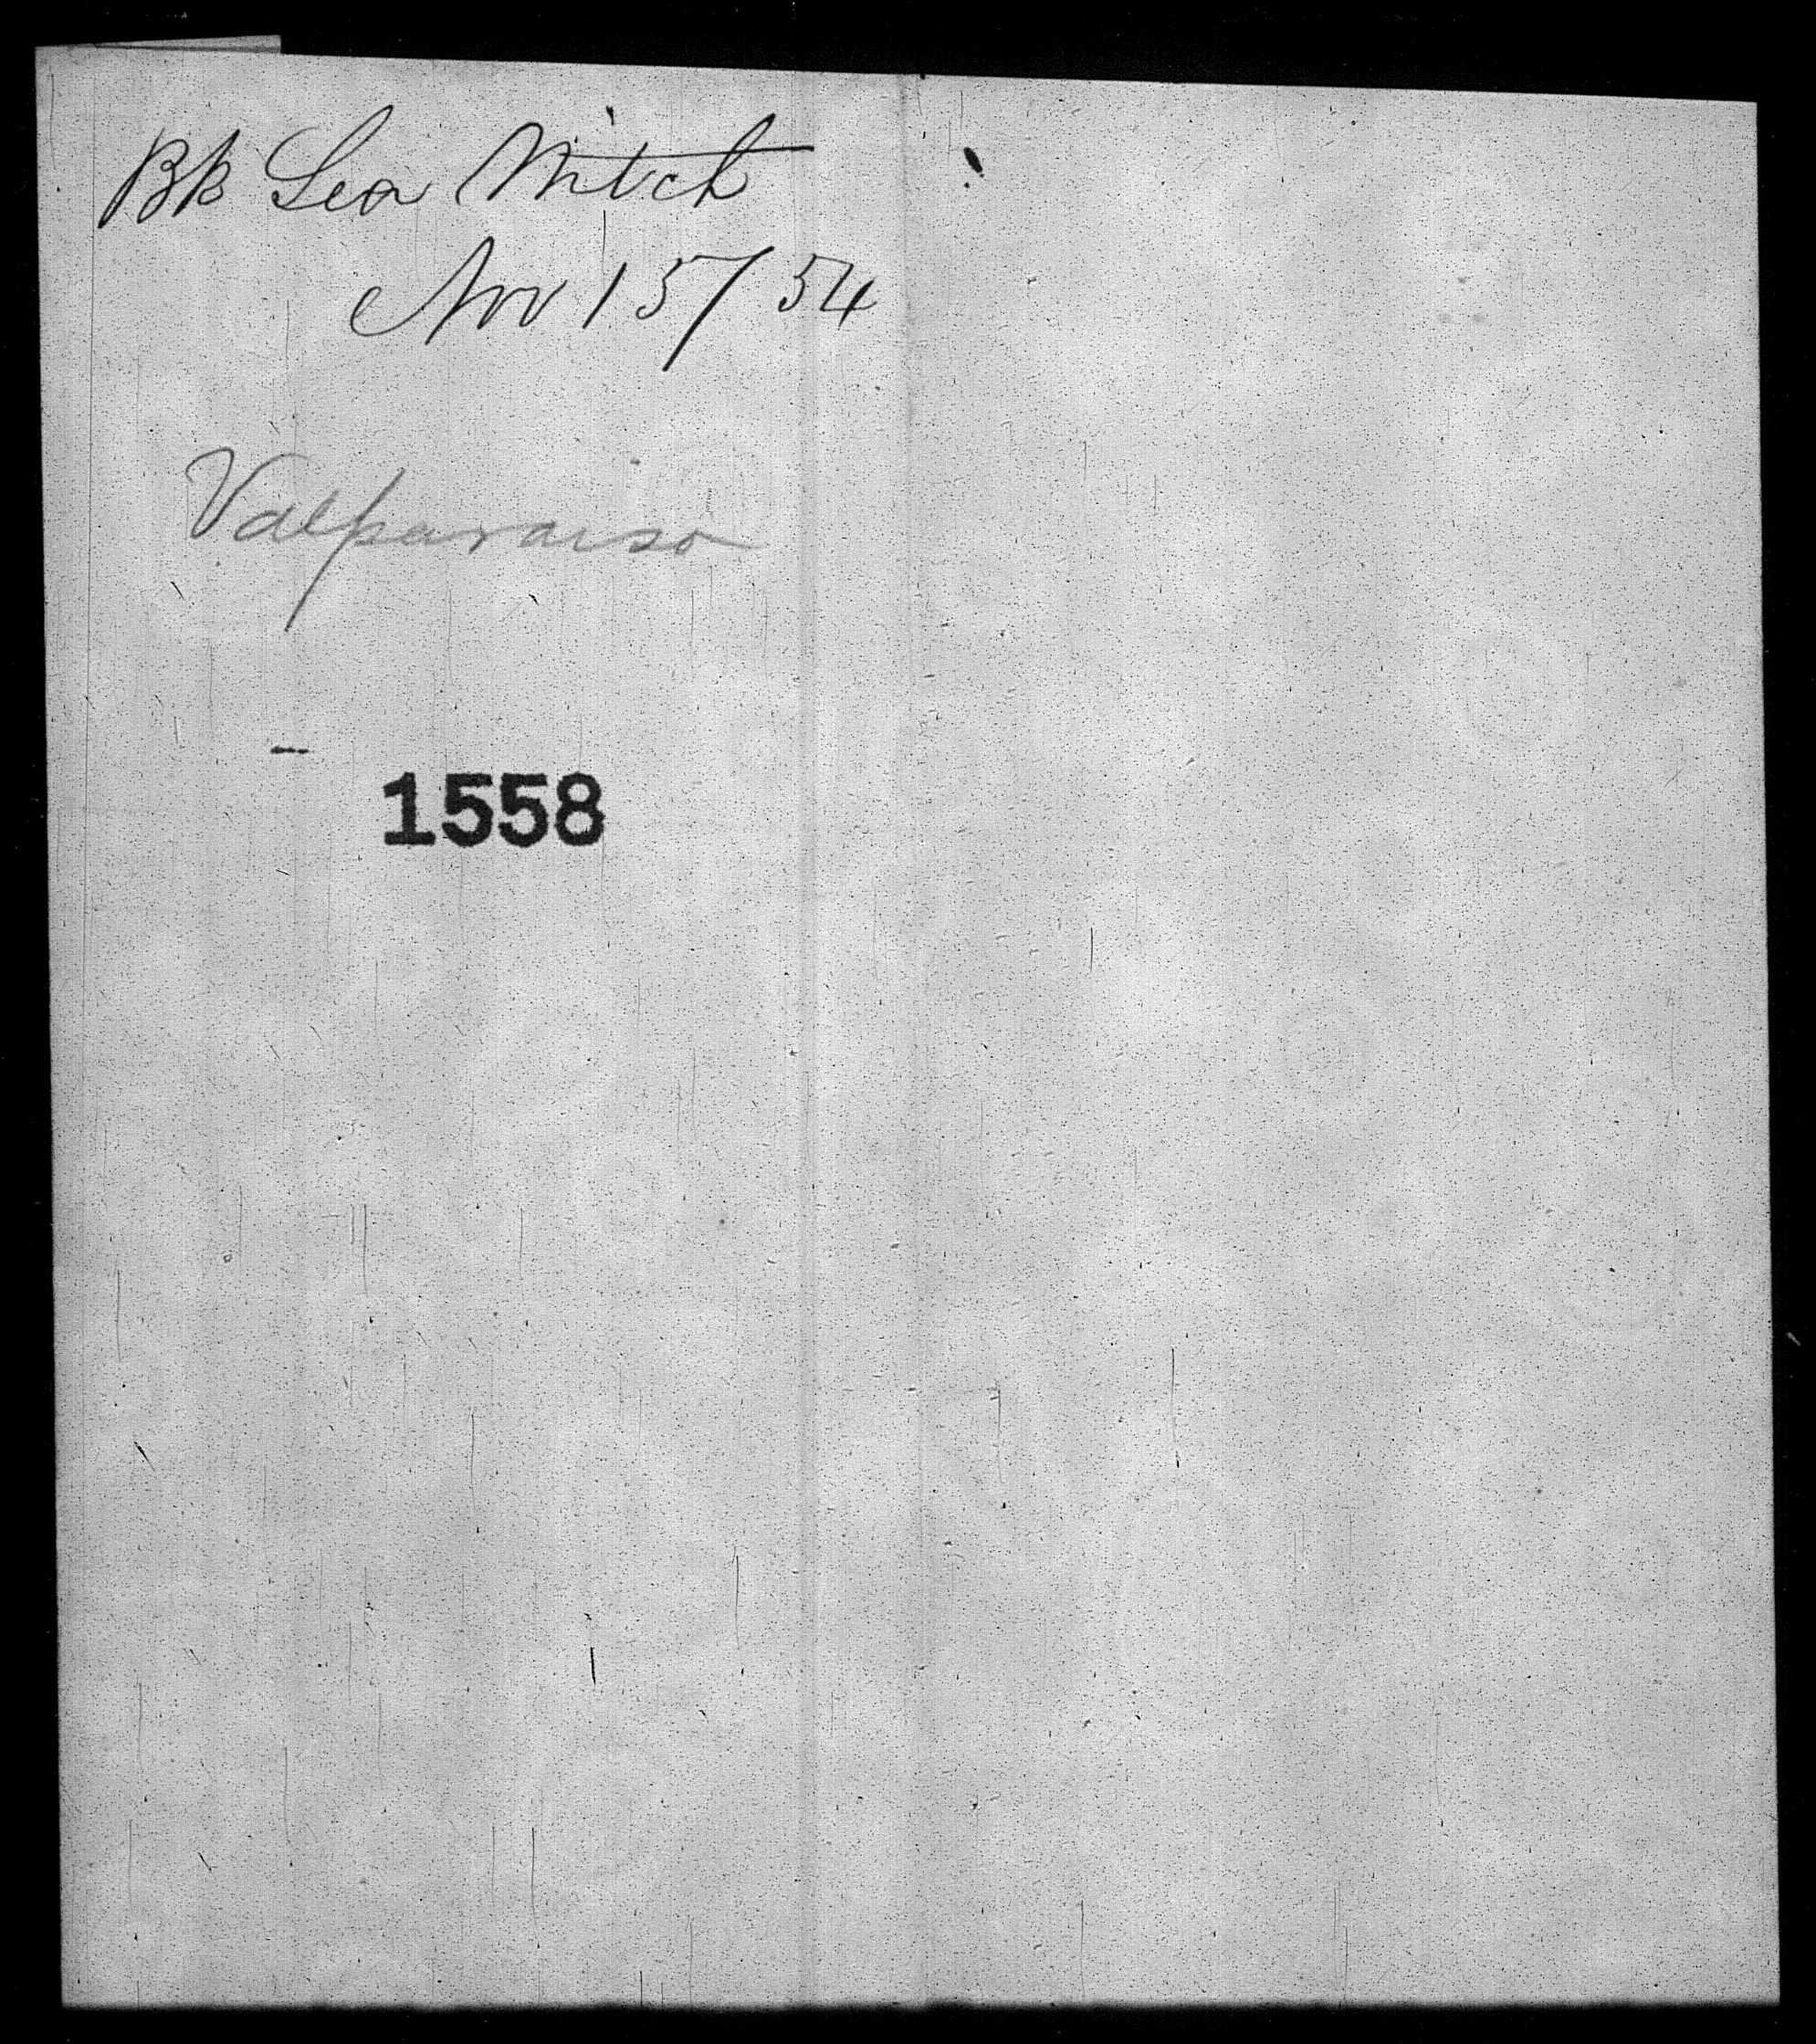 Bk Sea Witch
Nov 15/54
Valparaiso
1558